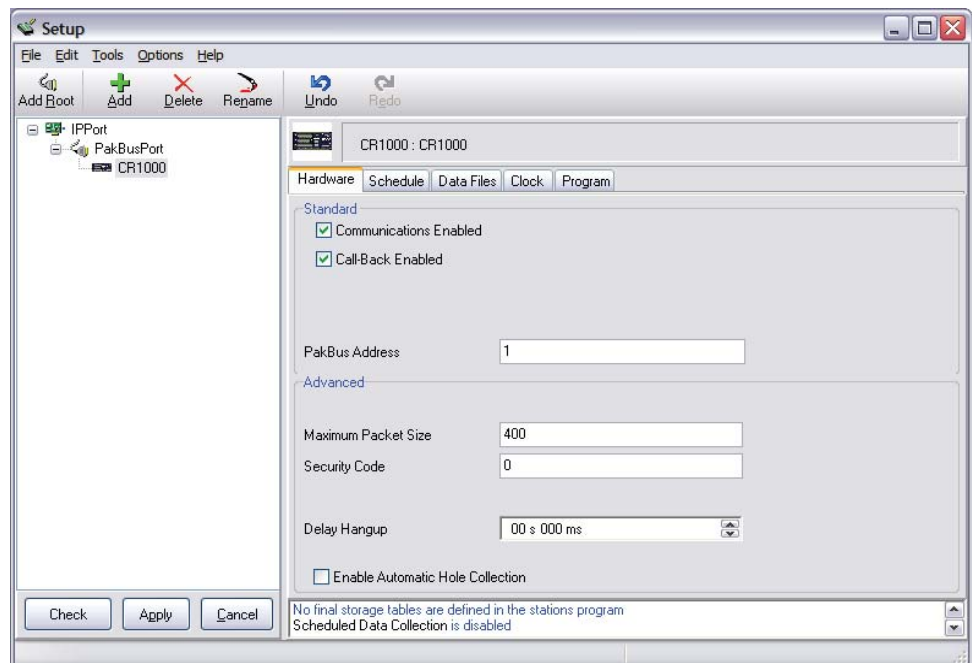 Setup
File Edit Tools Options Help
Add Root Add Delete Rename Undo Redo
IPPort
PakBusPort
CR1000
CR1000 : CR1000
Hardware Schedule Data Files Clock Program
Standard
Communications Enabled
Call-Back Enabled
PakBus Address 1
Advanced
Maximum Packet Size 400
Security Code 0
Delay Hangup 00 s 000 ms
Enable Automatic Hole Collection
Check Apply Cancel
No final storage tables are defined in the stations program
Scheduled Data Collection is disabled